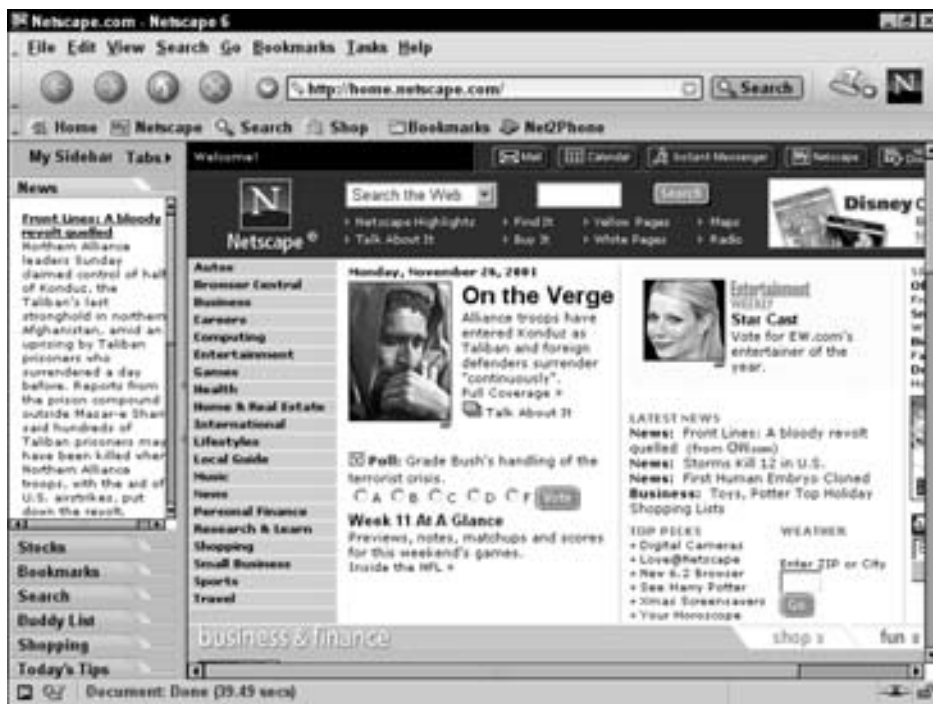 Netscape.com - Netscape 6
File Edit View Search Go Bookmarks Tasks Help
http://home.netscape.com/ Search N
Home Netscape Search Shop Bookmarks Net2Phone
My Sidebar Tabs
News
Front Lines: A bloody
revolt quelled
Northern Alliance
leaders Sunday
claimed control of half
of Konduz, the
Taliban's last
stronghold in northern
Afghanistan, amid an
uprising by Taliban
prisoners who
surrendered a day
before. Reports from
the prison compound
outside Mazar-e Shari
said hundreds of
Taliban prisoners may
have been killed when
Northern Alliance
troops, with the aid of
U.S. airstrikes, put
down the revolt.
Stocks
Bookmarks
Search
Buddy List
Shopping
Today's Tips
Welcome! Mail Calendar Instant Messenger Netscape
N
Netscape®
Search the Web Search
Netscape Highlights Find It Yellow Pages Maps
Talk About It Buy It White Pages Radio
Disney
Autos
Browser Central
Business
Careers
Computing
Entertainment
Games
Health
Home & Real Estate
International
Lifestyles
Local Guide
Music
News
Personal Finance
Research & Learn
Shopping
Small Business
Sports
Travel
Monday, November 26, 2001
On the Verge
Alliance troops have
entered Konduz as
Taliban and foreign
defenders surrender
"continuously".
Full Coverage »
Talk About It
Poll: Grade Bush's handling of the
terrorist crisis.
A B C D F Vote
Week 11 At A Glance
Previews, notes, matchups and scores
for this weekend's games.
Inside the NFL »
Entertainment
WEEKLY
Star Cast
Vote for EW.com's
entertainer of the
year.
LATEST NEWS
News: Front Lines: A bloody revolt
quelled (from CNN.com)
News: Storms Kill 12 in U.S.
News: First Human Embryo Cloned
Business: Toys, Potter Top Holiday
Shopping Lists
TOP PICKS
+ Digital Cameras
+ Love@Netscape
+ New 6.2 Browser
+ See Harry Potter
+ Xmas Screensavers
+ Your Horoscope
WEATHER
Enter ZIP or City
Go
business & finance
shop fun
Document: Done (39.49 secs)